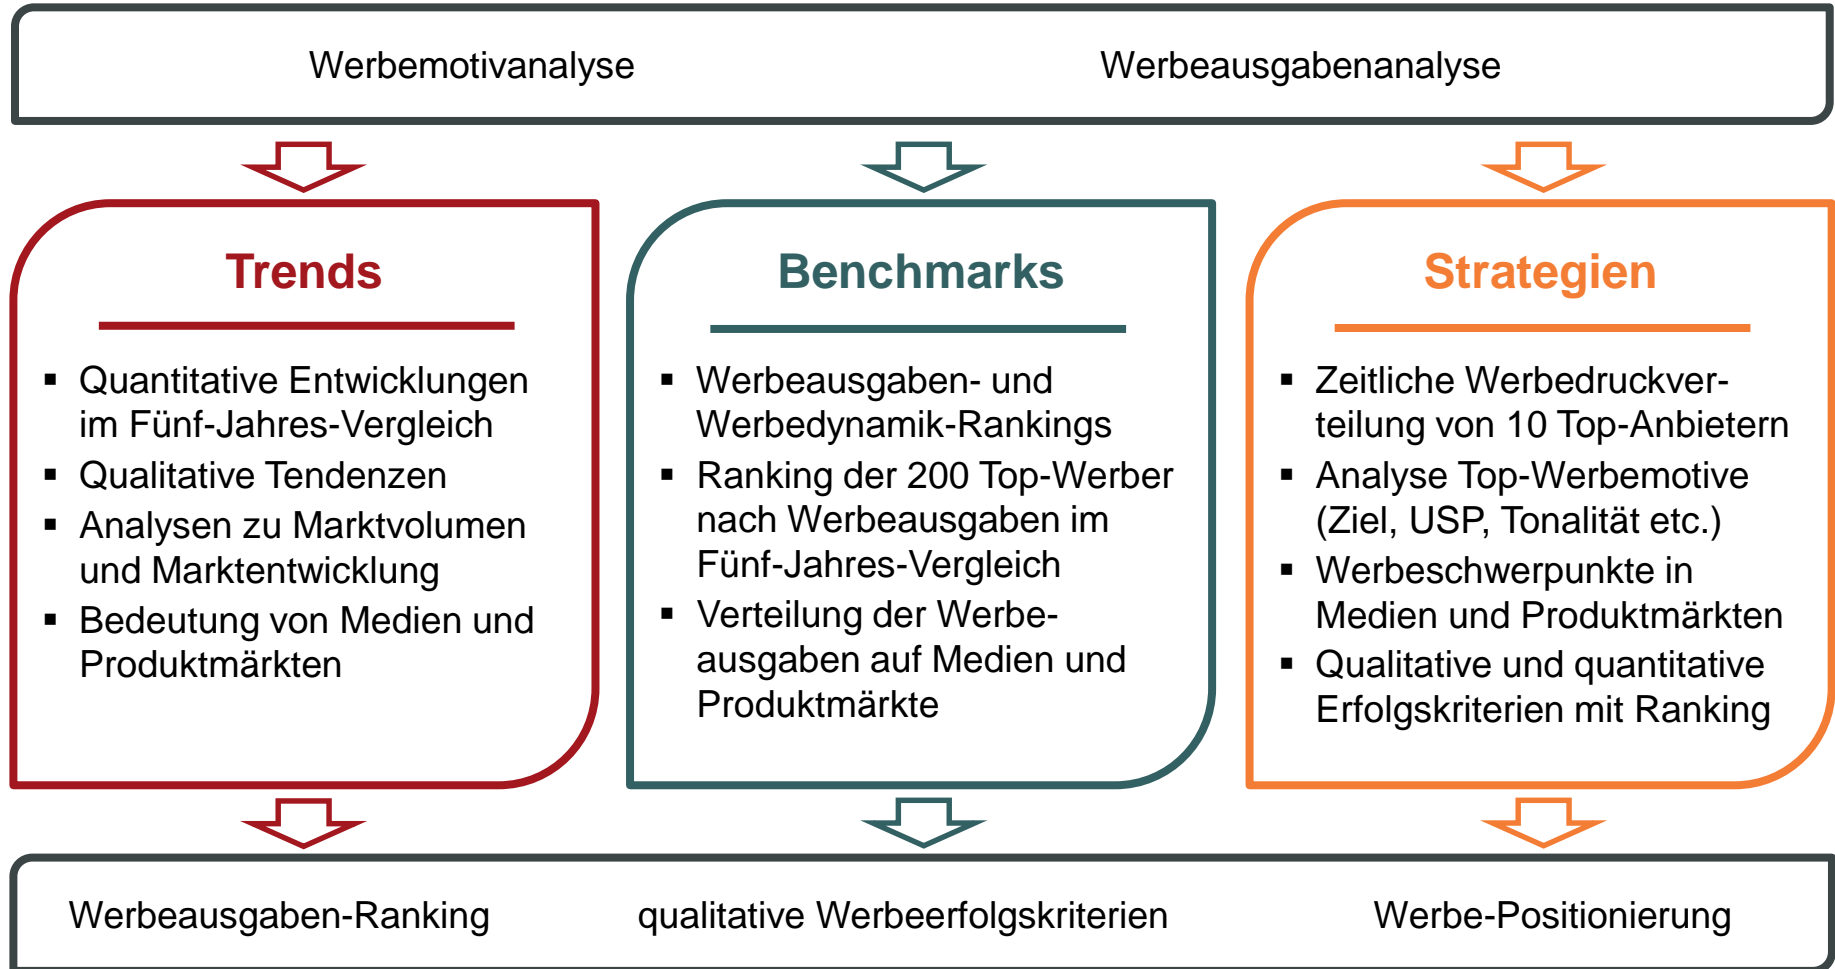 Werbemotivanalyse
Werbeausgabenanalyse
Trends
▪ Quantitative Entwicklungen
im Fünf-Jahres-Vergleich
▪ Qualitative Tendenzen
▪ Analysen zu Marktvolumen
und Marktentwicklung
▪ Bedeutung von Medien und
Produktmärkten
Benchmarks
▪ Werbeausgaben- und
Werbedynamik-Rankings
▪ Ranking der 200 Top-Werber
nach Werbeausgaben im
Fünf-Jahres-Vergleich
▪ Verteilung der Werbe-
ausgaben auf Medien und
Produktmärkte
Strategien
▪ Zeitliche Werbedruckver-
teilung von 10 Top-Anbietern
▪ Analyse Top-Werbemotive
(Ziel, USP, Tonalität etc.)
▪ Werbeschwerpunkte in
Medien und Produktmärkten
▪ Qualitative und quantitative
Erfolgskriterien mit Ranking
Werbeausgaben-Ranking
qualitative Werbeerfolgskriterien
Werbe-Positionierung